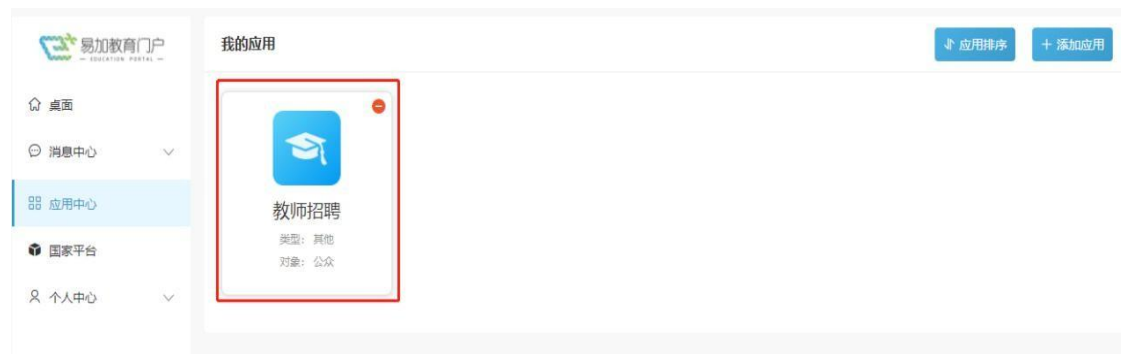 易加教育门户
— EDUCATION PORTAL —
桌面
消息中心
应用中心
国家平台
个人中心
我的应用
应用排序
+ 添加应用
教师招聘
类型：其他
对象：公众